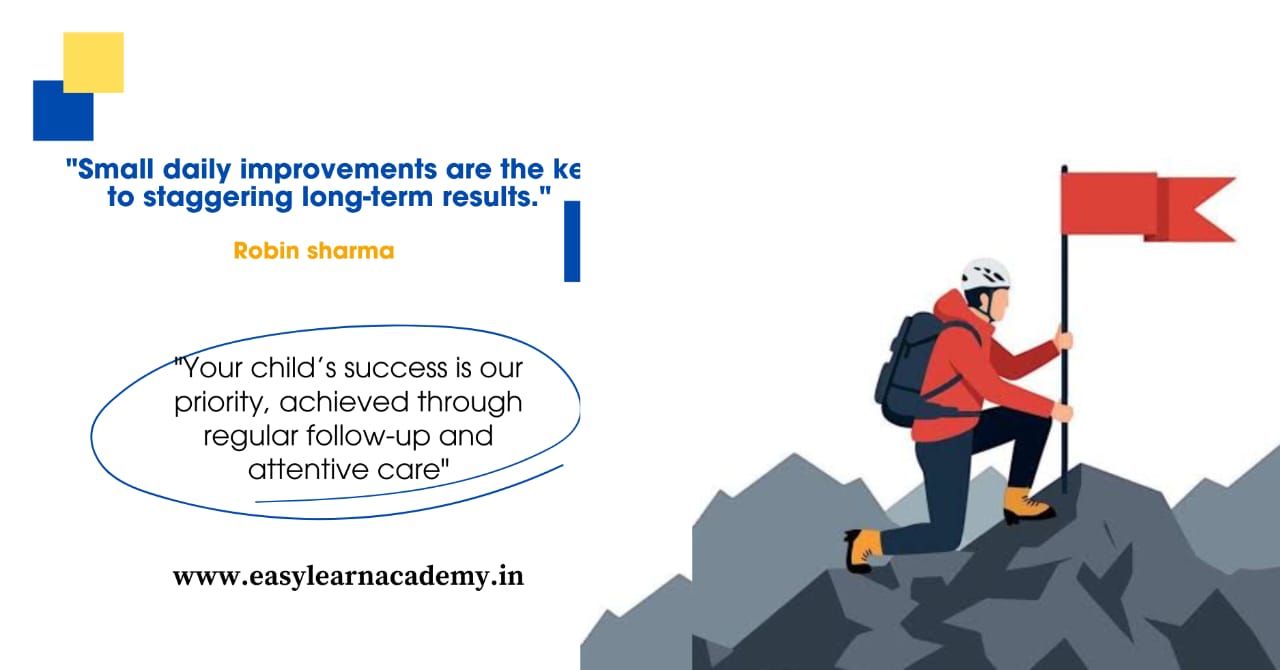 "Small daily improvements are the ke
to staggering long-term results."
Robin sharma
"Your child’s success is our
priority, achieved through
regular follow-up and
attentive care"
www.easylearnacademy.in